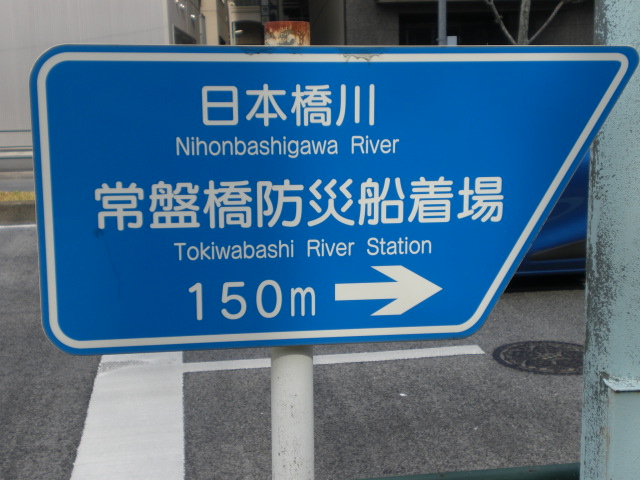 日本橋川
Nihonbashigawa River
常盤橋防災船着場
Tokiwabashi River Station
150m